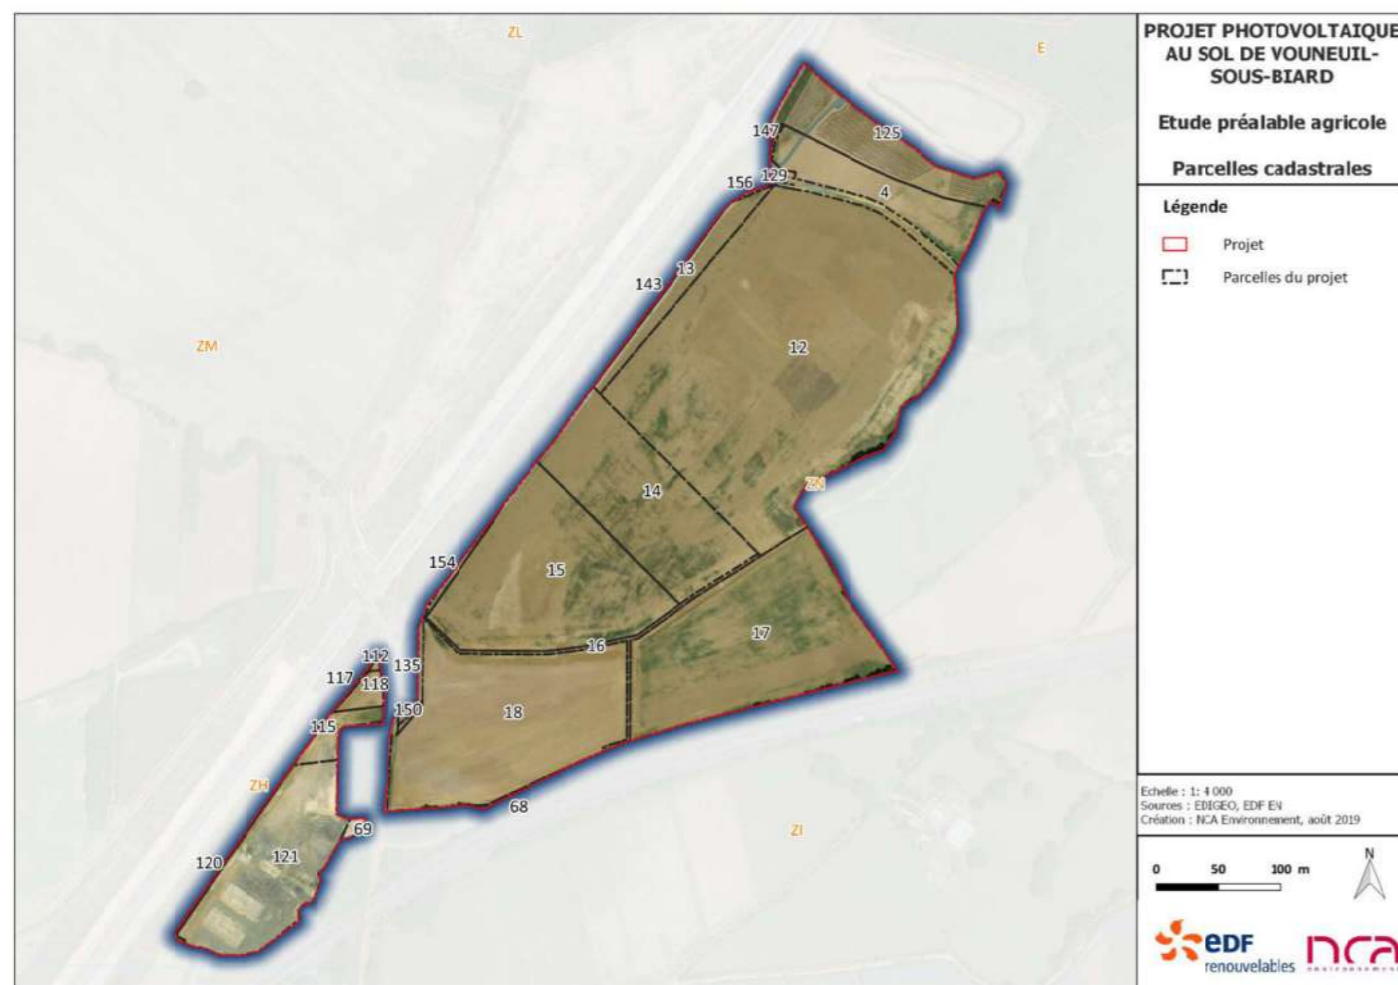 PROJET PHOTOVOLTAIQUE
AU SOL DE VOUNEUIL-
SOUS-BIARD
Etude préalable agricole
Parcelles cadastrales
Légende
Projet
Parcelles du projet
Echelle : 1: 4 000
Sources : EDIGEO, EDF EN
Création : NCA Environnement, août 2019
0 50 100 m
N
eDF
renouvelables
nca
environnement
ZL
E
125
147
129
156
4
13
143
ZM
12
14
ZN
154
15
17
16
112
135
117
118
150
18
115
ZH
68
69
ZI
121
120